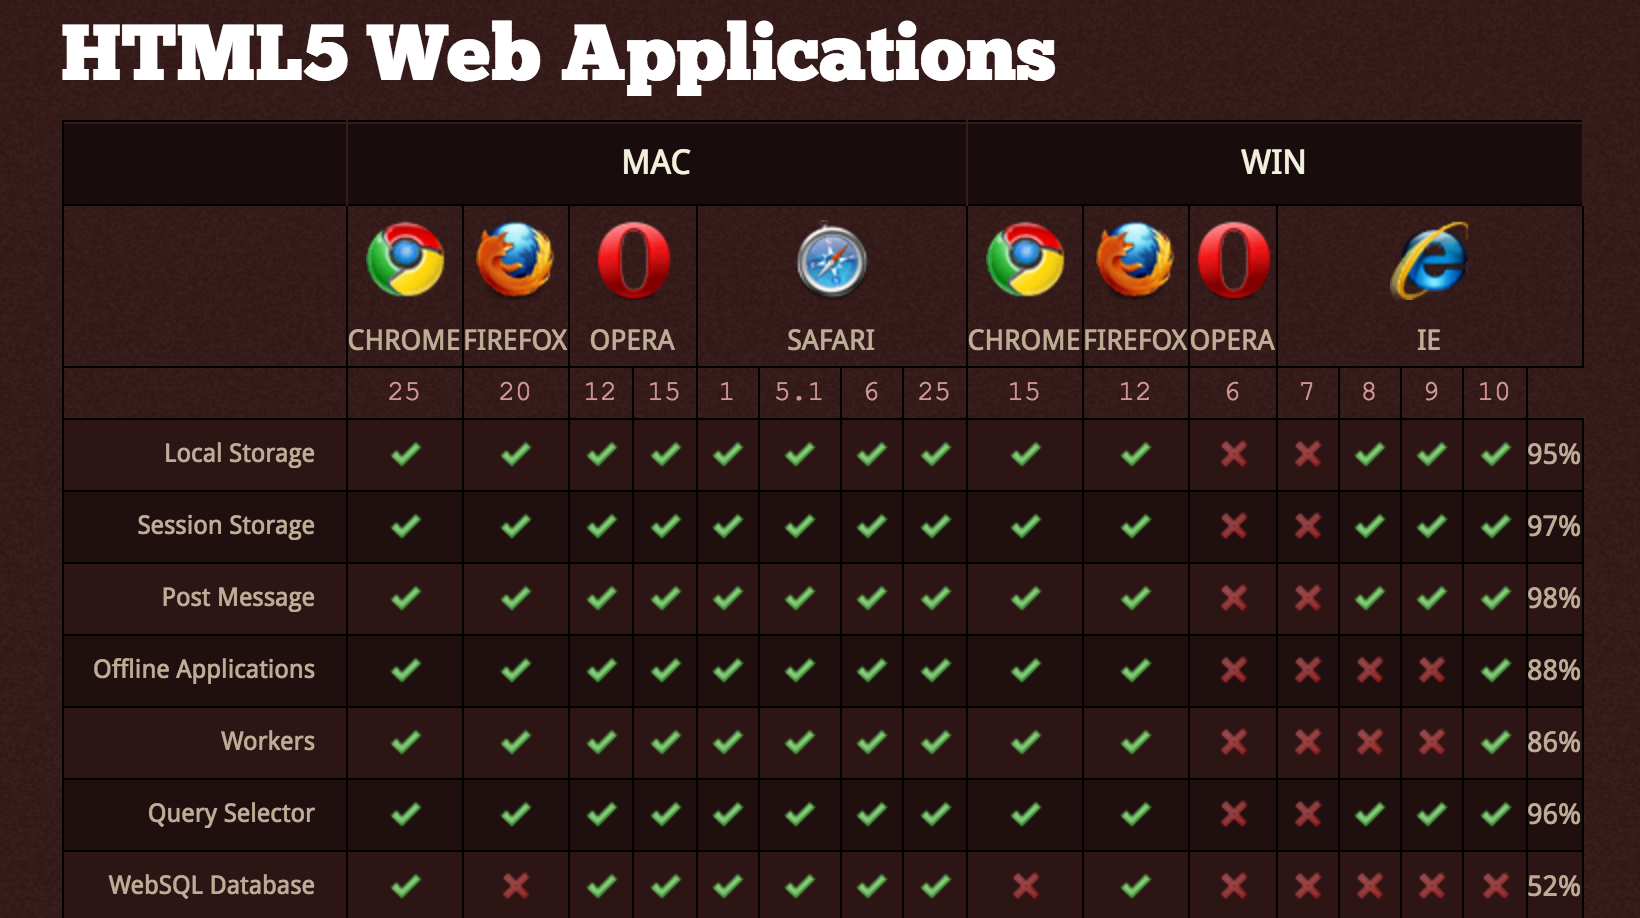 HTML5 Web Applications
MAC WIN
CHROME FIREFOX OPERA SAFARI CHROME FIREFOX OPERA IE
25 20 12 15 1 5.1 6 25 15 12 6 7 8 9 10
Local Storage 95%
Session Storage 97%
Post Message 98%
Offline Applications 88%
Workers 86%
Query Selector 96%
WebSQL Database 52%